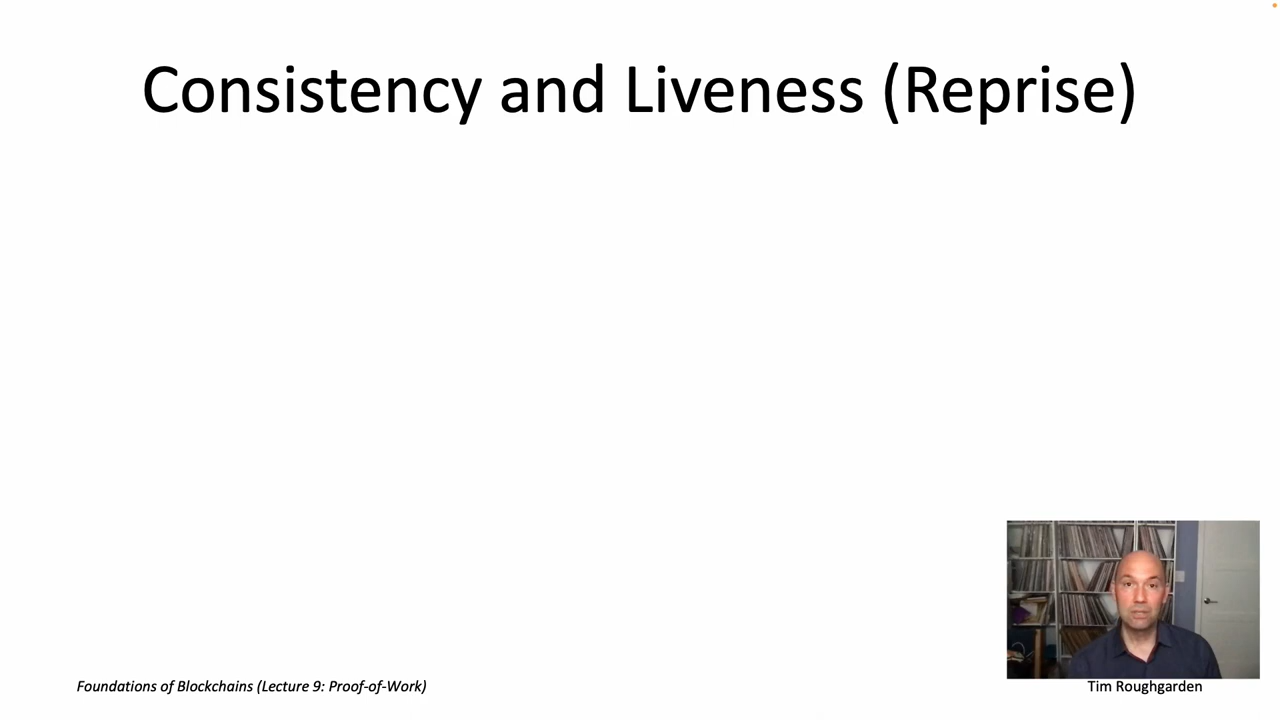 Consistency and Liveness (Reprise)
Foundations of Blockchains (Lecture 9: Proof-of-Work)
Tim Roughgarden